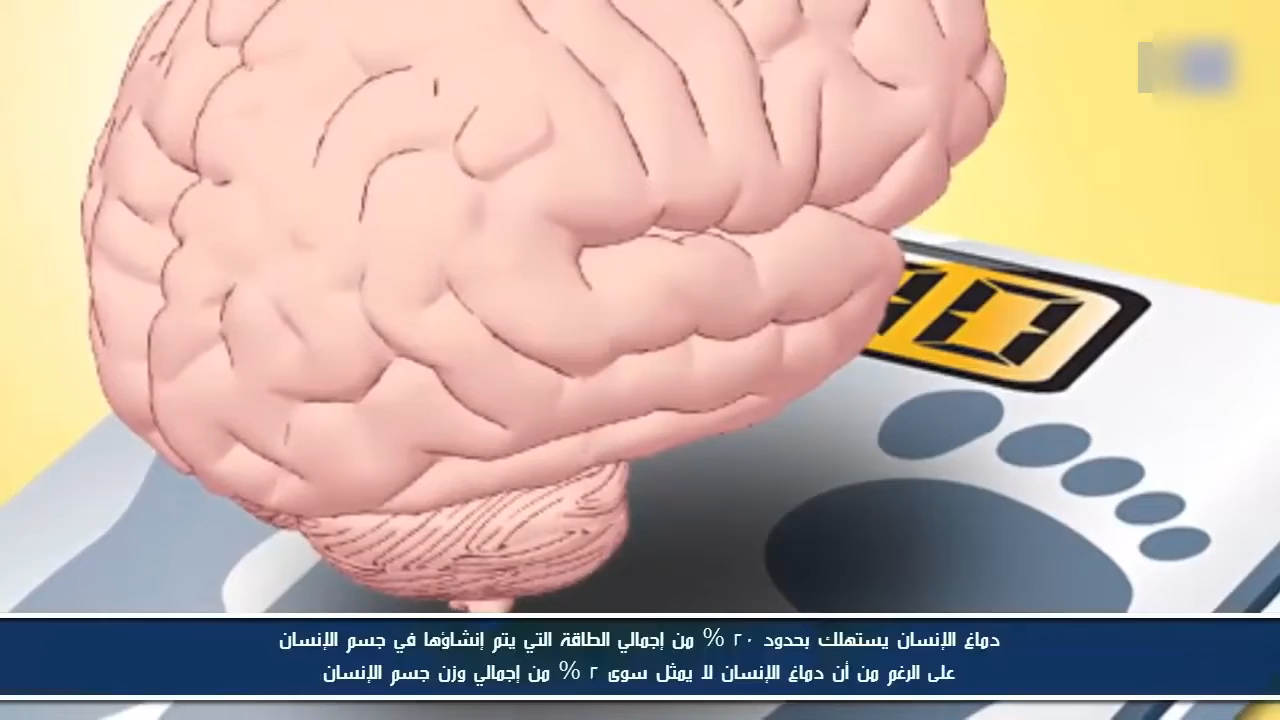 دماغ الإنسان يستهلك بحدود ٢٠ % من إجمالي الطاقة التي يتم إنشاؤها في جسم الإنسان
على الرغم من أن دماغ الإنسان لا يمثل سوى ٢ % من إجمالي وزن جسم الإنسان